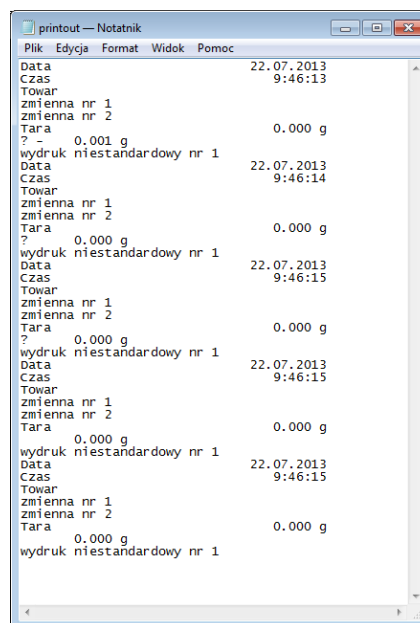 printout — Notatnik
Plik Edycja Format Widok Pomoc
Data 22.07.2013
Czas 9:46:13
Towar
zmienna nr 1
zmienna nr 2
Tara 0.000 g
? - 0.001 g
wydruk niestandardowy nr 1
Data 22.07.2013
Czas 9:46:14
Towar
zmienna nr 1
zmienna nr 2
Tara 0.000 g
? 0.000 g
wydruk niestandardowy nr 1
Data 22.07.2013
Czas 9:46:15
Towar
zmienna nr 1
zmienna nr 2
Tara 0.000 g
? 0.000 g
wydruk niestandardowy nr 1
Data 22.07.2013
Czas 9:46:15
Towar
zmienna nr 1
zmienna nr 2
Tara 0.000 g
0.000 g
wydruk niestandardowy nr 1
Data 22.07.2013
Czas 9:46:15
Towar
zmienna nr 1
zmienna nr 2
Tara 0.000 g
0.000 g
wydruk niestandardowy nr 1